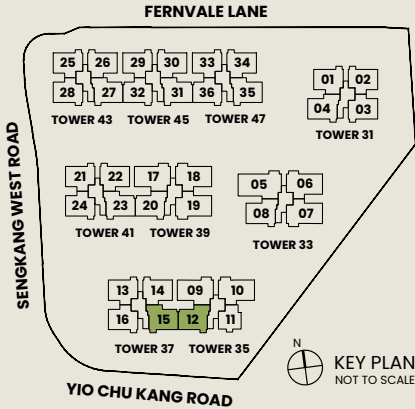 FERNVALE LANE
SENGKANG WEST ROAD
25 26 29 30 33 34
28 27 32 31 36 35
TOWER 43 TOWER 45 TOWER 47
01 02
04 03
TOWER 31
21 22 17 18
24 23 20 19
TOWER 41 TOWER 39
05 06
08 07
TOWER 33
13 14 09 10
16 15 12 11
TOWER 37 TOWER 35
N
KEY PLAN
NOT TO SCALE
YIO CHU KANG ROAD